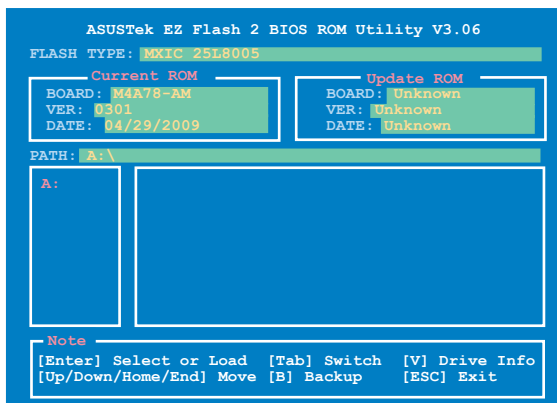 ASUSTek EZ Flash 2 BIOS ROM Utility V3.06
FLASH TYPE: MXIC 25L8005
Current ROM
BOARD: M4A78-AM
VER: 0301
DATE: 04/29/2009
Update ROM
BOARD: Unknown
VER: Unknown
DATE: Unknown
PATH: A:\
A:
Note
[Enter] Select or Load [Tab] Switch [V] Drive Info
[Up/Down/Home/End] Move [B] Backup [ESC] Exit